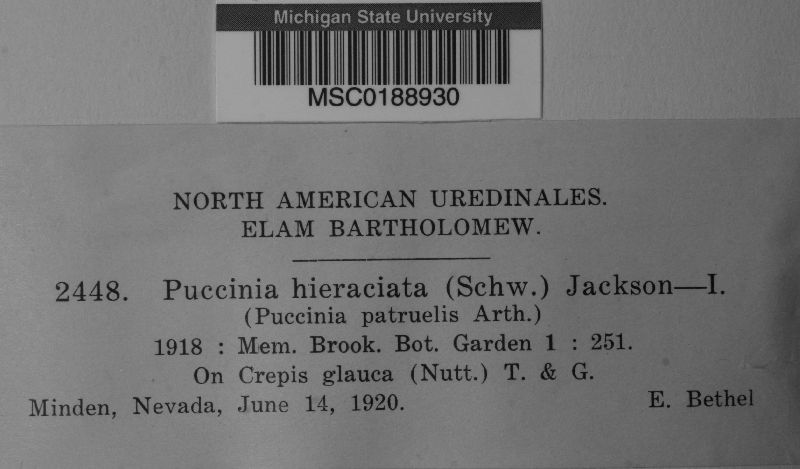 Michigan State University
MSC0188930
NORTH AMERICAN UREDINALES.
ELAM BARTHOLOMEW.
2448. Puccinia hieraciata (Schw.) Jackson—I.
(Puccinia patruelis Arth.)
1918 : Mem. Brook. Bot. Garden 1 : 251.
On Crepis glauca (Nutt.) T. & G.
Minden, Nevada, June 14, 1920. E. Bethel